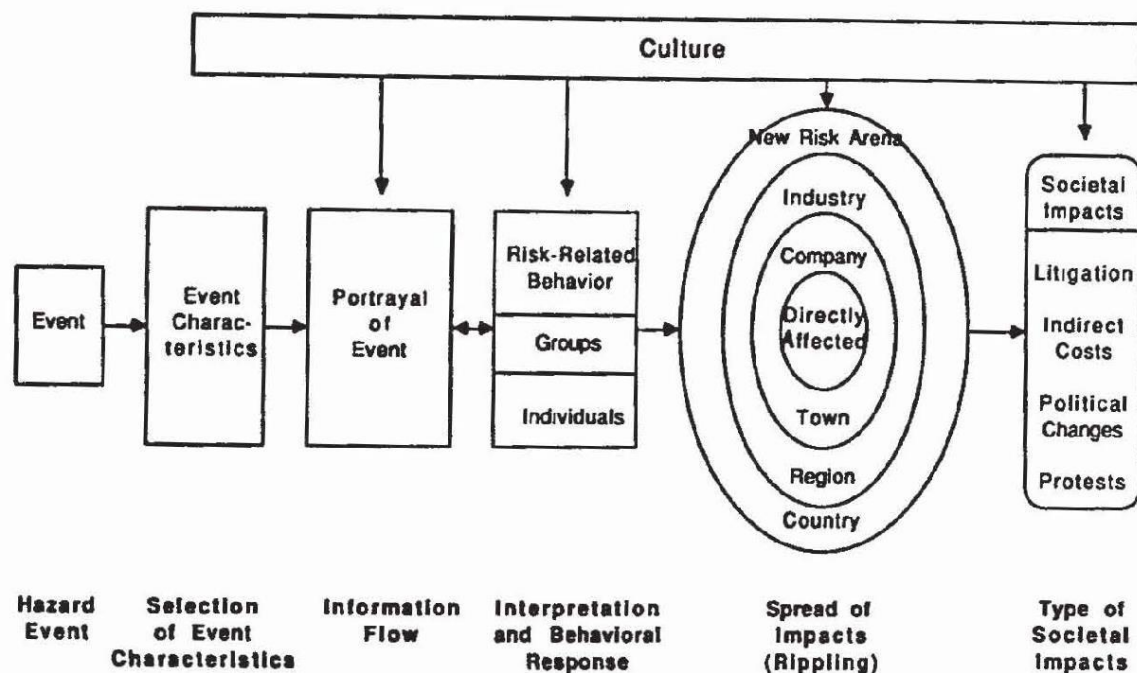 Culture
Event
Event
Charac-
teristics
Portrayal
of
Event
Risk-Related
Behavior
Groups
Individuals
New Risk Arena
Industry
Company
Directly
Affected
Town
Region
Country
Societal
Impacts
Litigation
Indirect
Costs
Political
Changes
Protests
Hazard
Event
Selection
of Event
Characteristics
Information
Flow
Interpretation
and Behavioral
Response
Spread of
Impacts
(Rippling)
Type of
Societal
Impacts